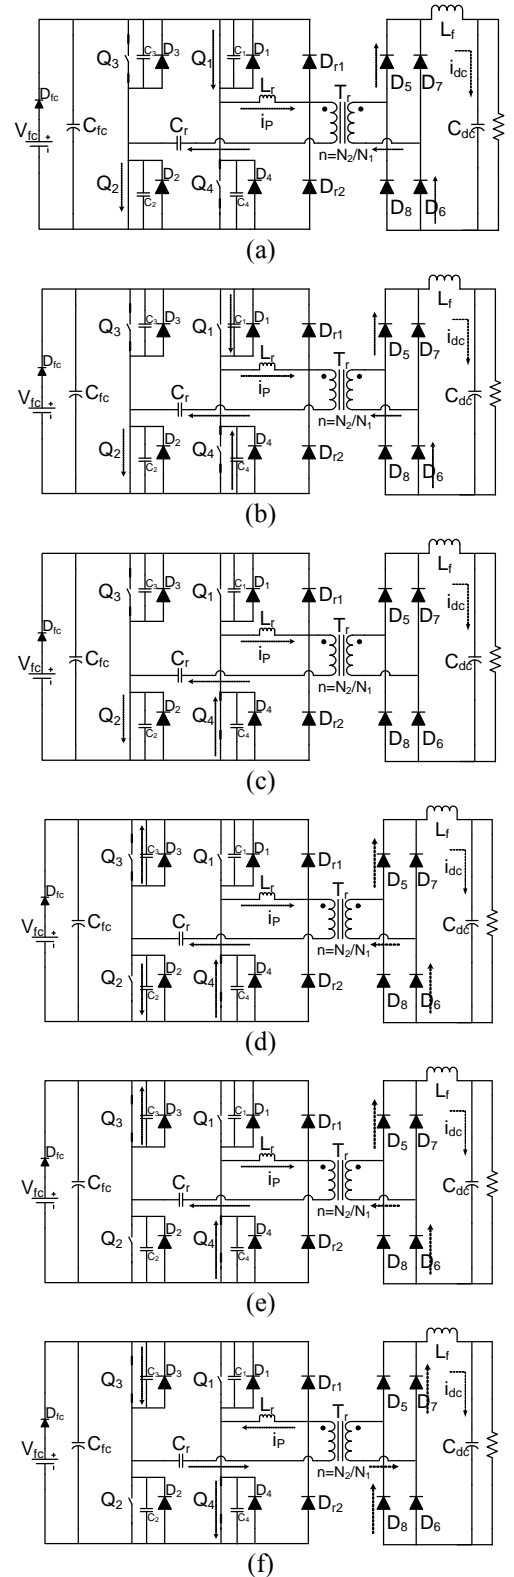 Q3 C3 D3 Q1 C1 D1 Dr1 D5 D7 Lf idc
Dfc Vfc + - Cfc Cr Lr iP Tr n=N2/N1 Cdc
Q2 C2 D2 Q4 C4 D4 Dr2 D8 D6
(a)
Q3 C3 D3 Q1 C1 D1 Dr1 D5 D7 Lf idc
Dfc Vfc + - Cfc Cr Lr iP Tr n=N2/N1 Cdc
Q2 C2 D2 Q4 C4 D4 Dr2 D8 D6
(b)
Q3 C3 D3 Q1 C1 D1 Dr1 D5 D7 Lf idc
Dfc Vfc + - Cfc Cr Lr iP Tr n=N2/N1 Cdc
Q2 C2 D2 Q4 C4 D4 Dr2 D8 D6
(c)
Q3 C3 D3 Q1 C1 D1 Dr1 D5 D7 Lf idc
Dfc Vfc + - Cfc Cr Lr iP Tr n=N2/N1 Cdc
Q2 C2 D2 Q4 C4 D4 Dr2 D8 D6
(d)
Q3 C3 D3 Q1 C1 D1 Dr1 D5 D7 Lf idc
Dfc Vfc + - Cfc Cr Lr iP Tr n=N2/N1 Cdc
Q2 C2 D2 Q4 C4 D4 Dr2 D8 D6
(e)
Q3 C3 D3 Q1 C1 D1 Dr1 D5 D7 Lf idc
Dfc Vfc + - Cfc Cr Lr iP Tr n=N2/N1 Cdc
Q2 C2 D2 Q4 C4 D4 Dr2 D8 D6
(f)